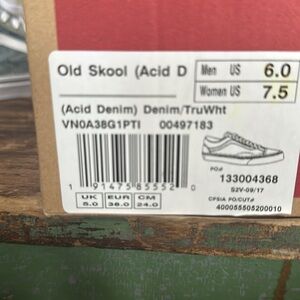 Old Skool (Acid D
Men US 6.0
Women US 7.5
(Acid Denim) Denim/TruWht
VN0A38G1PTI 00497183
PO#
133004368
S2V-09/17
CPSIA PO/CUT#
400055505200010
1 91475 85552 0
UK EUR CM
5.0 38.0 24.0